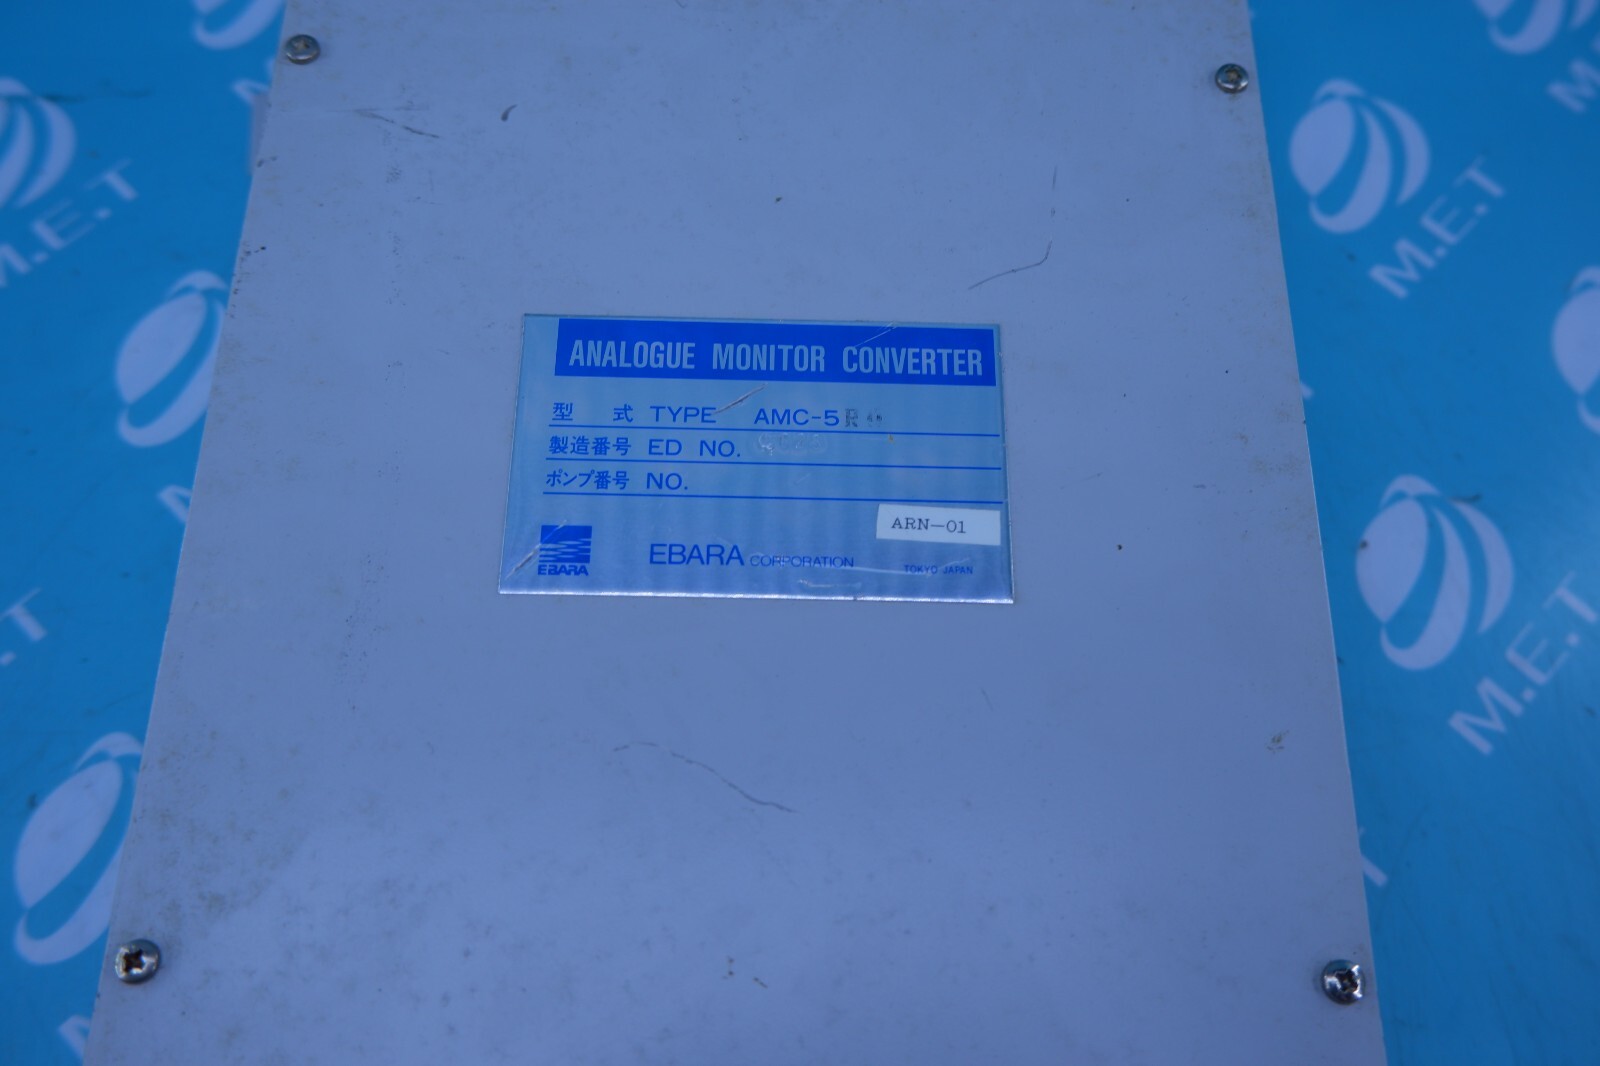 ANALOGUE MONITOR CONVERTER
型 式 TYPE AMC-5R
製造番号 ED NO.
ポンプ番号 NO.
ARN-01
EBARA
EBARA CORPORATION
TOKYO JAPAN
M.E.T
M.E.T
M.E.T
M.E.T